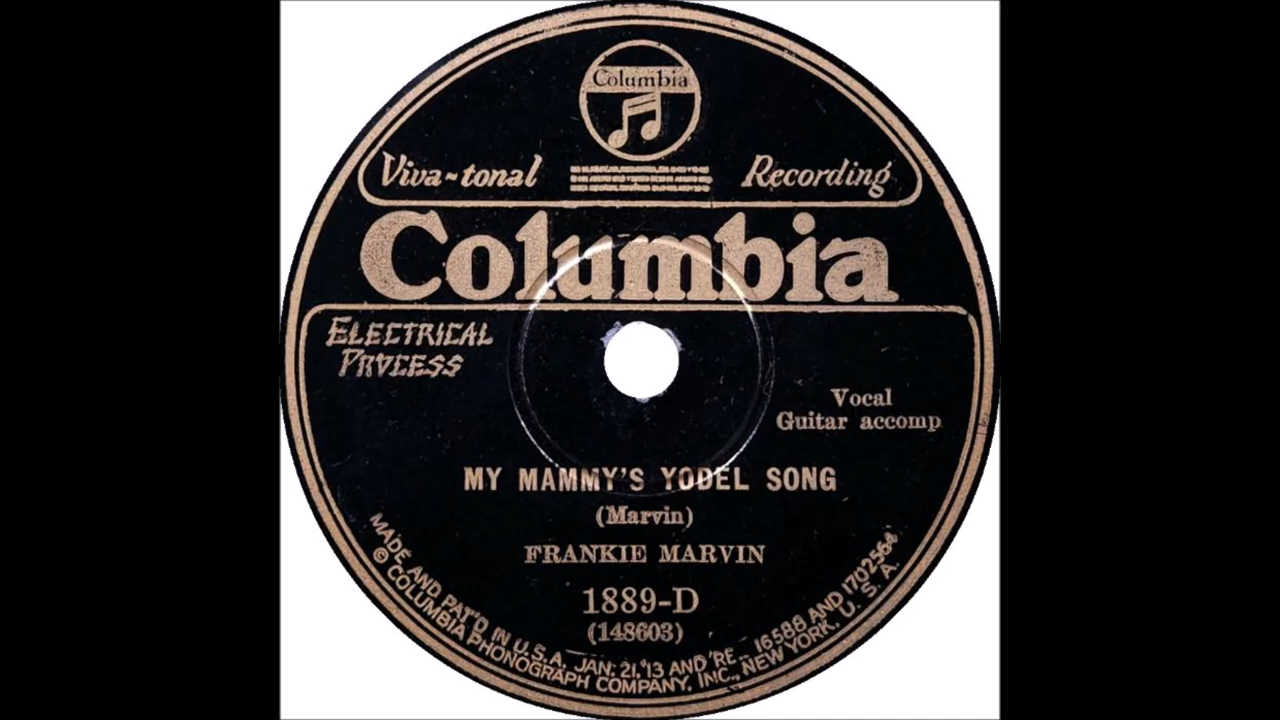 Columbia
Viva-tonal Recording
Columbia
ELECTRICAL
PROCESS
Vocal
Guitar accomp
MY MAMMY'S YODEL SONG
(Marvin)
FRANKIE MARVIN
1889-D
(148603)
MADE AND PAT'D IN U.S.A. JAN. 21, '13 AND RE. 16588 AND 1702564
© COLUMBIA PHONOGRAPH COMPANY, INC., NEW YORK, U. S. A.